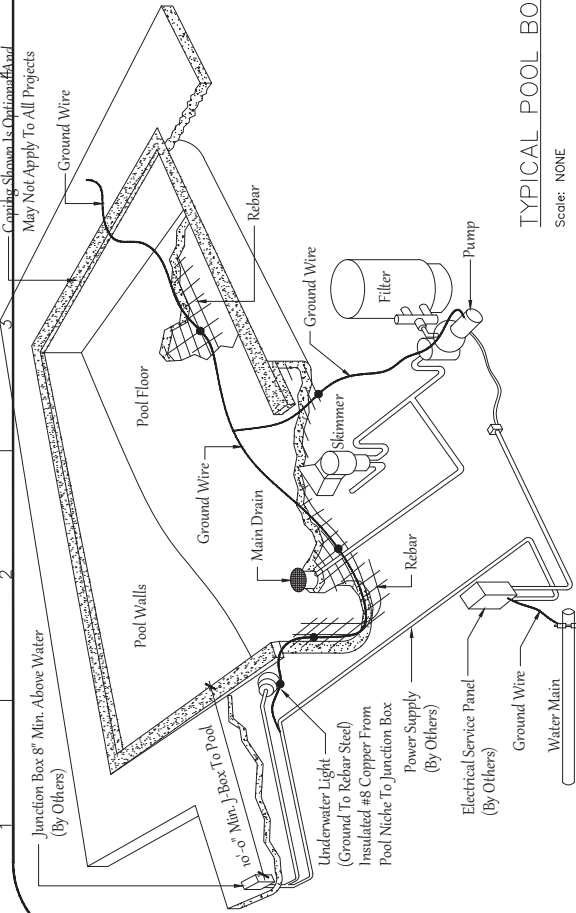 1
2
3
4
Coping Shown Is Optional And
May Not Apply To All Projects
Ground Wire
Junction Box 8" Min. Above Water
(By Others)
Pool Walls
Pool Floor
Rebar
Ground Wire
Ground Wire
Main Drain
Skimmer
Filter
Pump
10'-0" Min. J-Box To Pool
Rebar
Underwater Light
(Ground To Rebar Steel)
Insulated #8 Copper From
Pool Niche To Junction Box
Power Supply
(By Others)
Electrical Service Panel
(By Others)
Ground Wire
Water Main
TYPICAL POOL BO
Scale: NONE